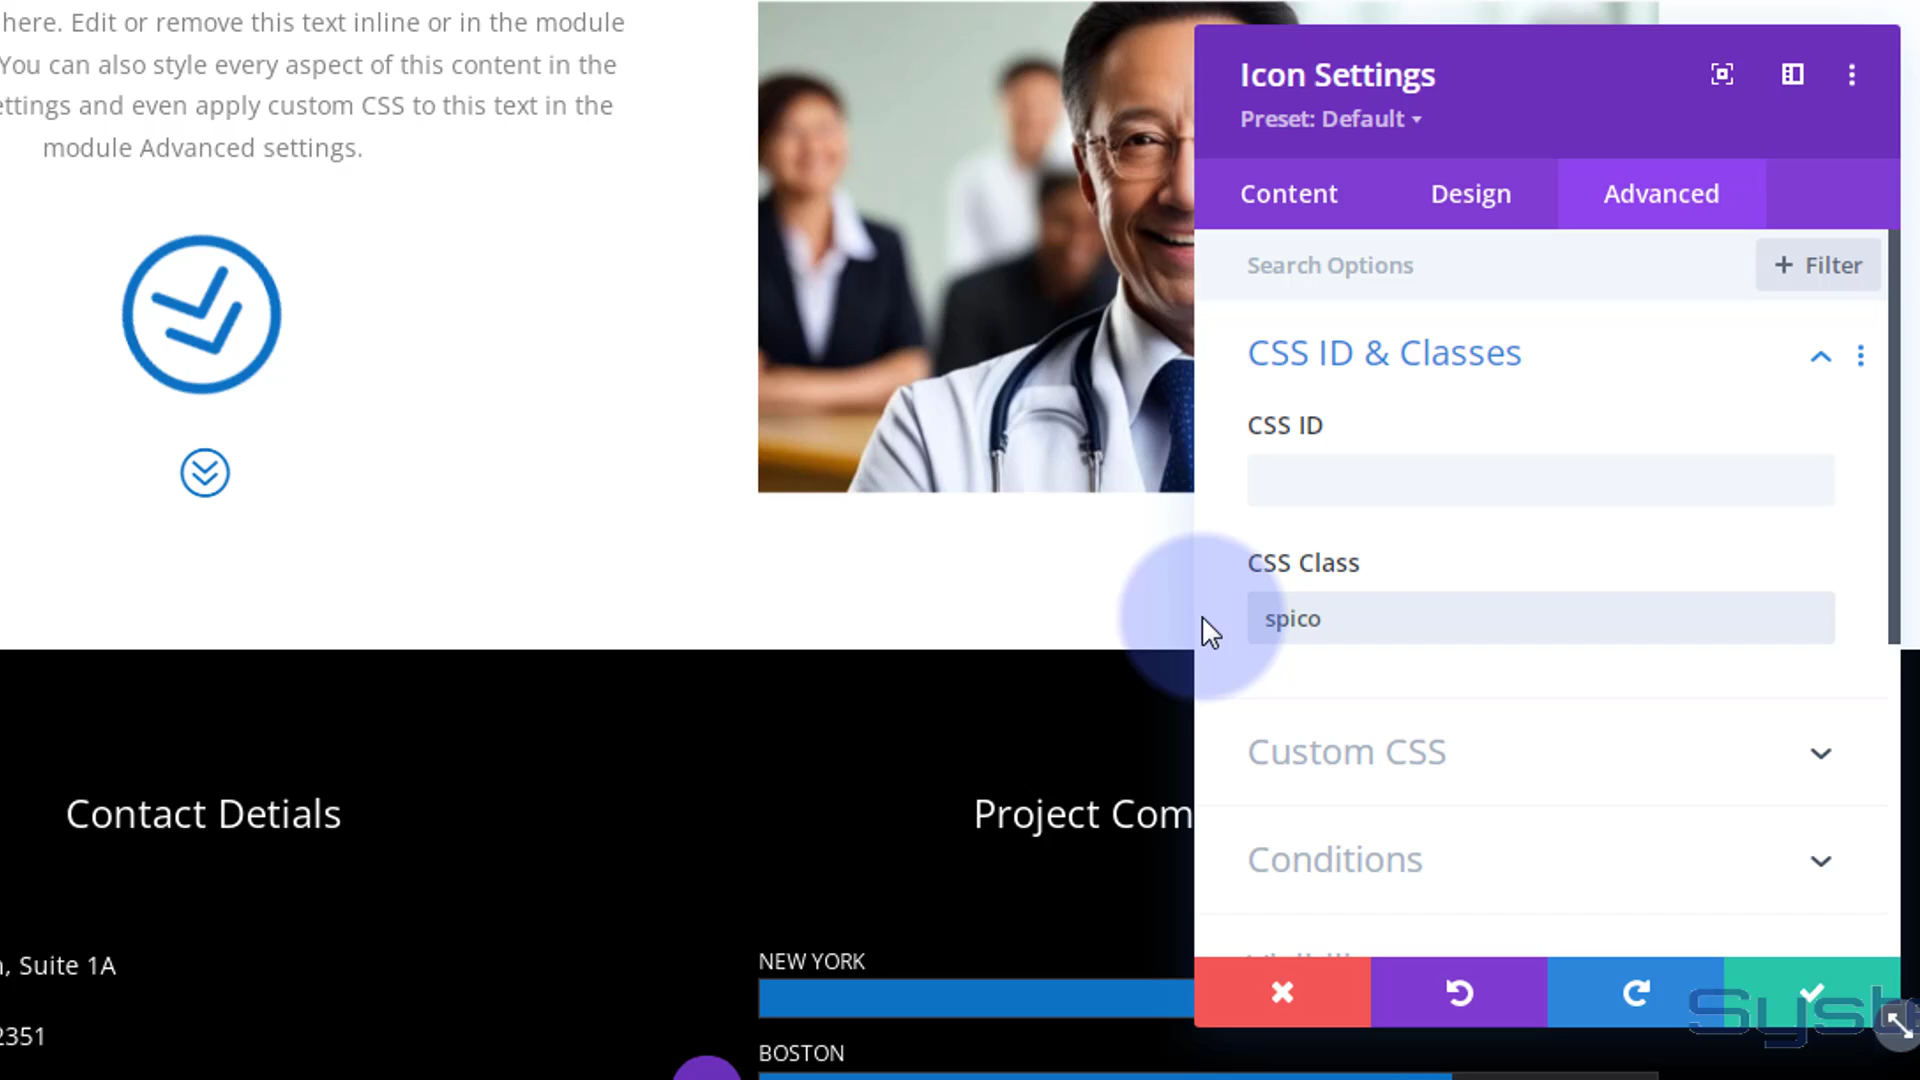 here. Edit or remove this text inline or in the module
You can also style every aspect of this content in the
ettings and even apply custom CSS to this text in the
module Advanced settings.
Icon Settings
Preset: Default
Content Design Advanced
Search Options
+ Filter
CSS ID & Classes
CSS ID
CSS Class
spico
Custom CSS
Conditions
Contact Detials
Project Com
, Suite 1A
2351
NEW YORK
BOSTON